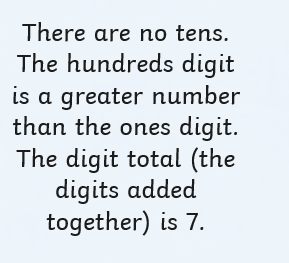 There are no tens.
The hundreds digit
is a greater number
than the ones digit.
The digit total (the
digits added
together) is 7.